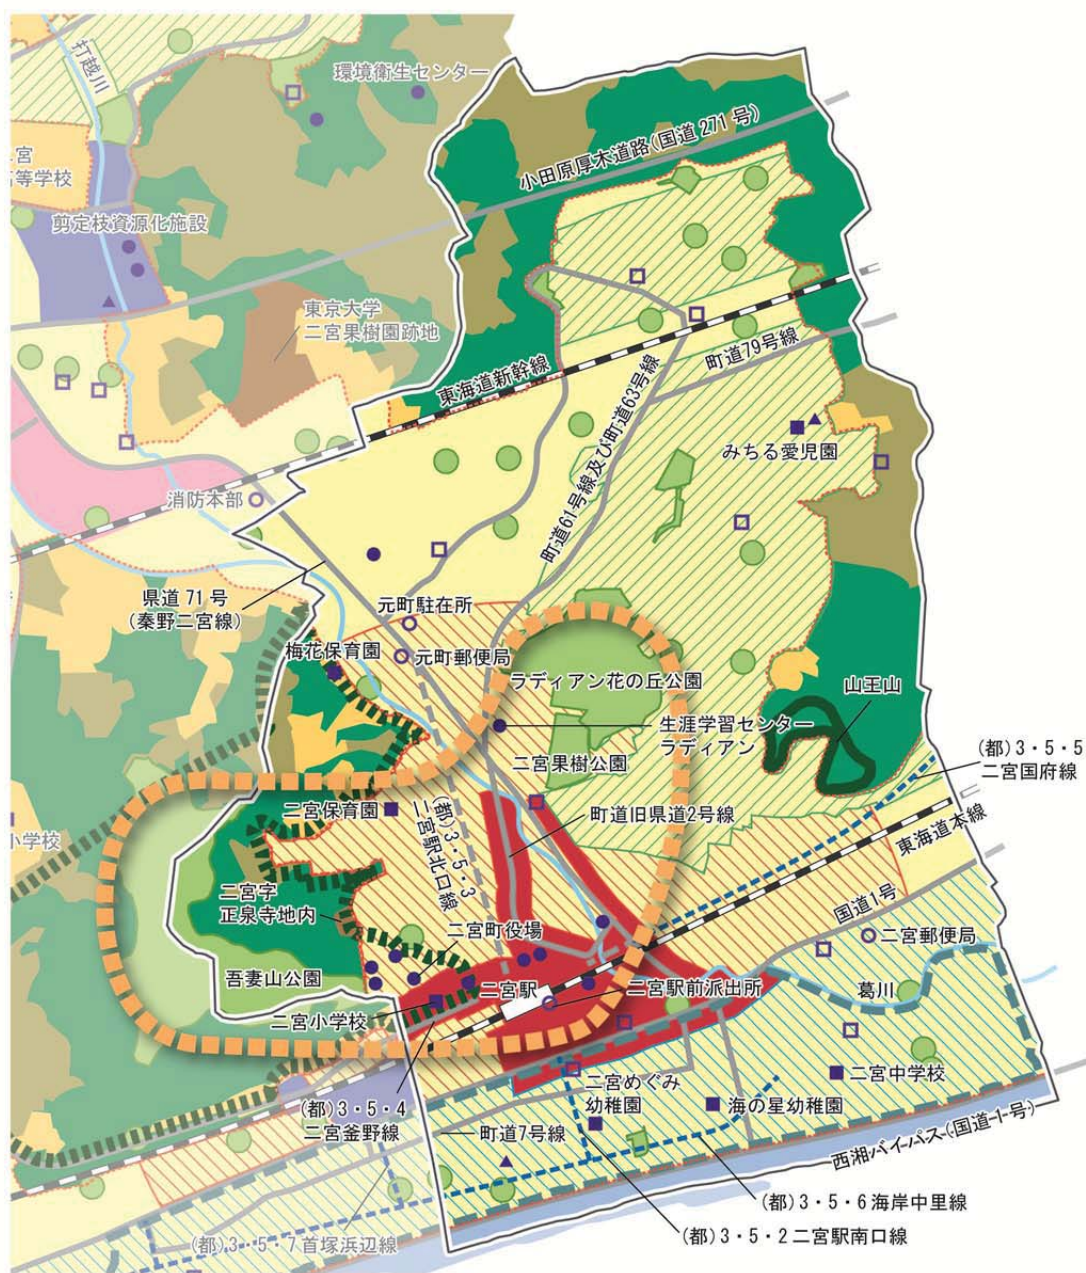 打越川
環境衛生センター
小田原厚木道路(国道271号)
二宮
高等学校
剪定枝資源化施設
東京大学
二宮果樹園跡地
東海道新幹線
町道61号線及び町道63号線
町道79号線
みちる愛児園
消防本部
県道71号
(秦野二宮線)
元町駐在所
梅花保育園
元町郵便局
ラディアン花の丘公園
山王山
生涯学習センター
ラディアン
二宮果樹公園
(都)3・5・5
二宮国府線
小学校
二宮保育園
(都)3・5・3
二宮駅北口線
町道旧県道2号線
東海道本線
国道1号
二宮字
正泉寺地内
二宮町役場
二宮郵便局
吾妻山公園
二宮駅
二宮駅前派出所
葛川
二宮小学校
二宮めぐみ
幼稚園
二宮中学校
海の星幼稚園
(都)3・5・4
二宮釜野線
町道7号線
西湘バイパス(国道1号)
(都)3・5・6海岸中里線
(都)3・5・2二宮駅南口線
(都)3・5・7首塚浜辺線